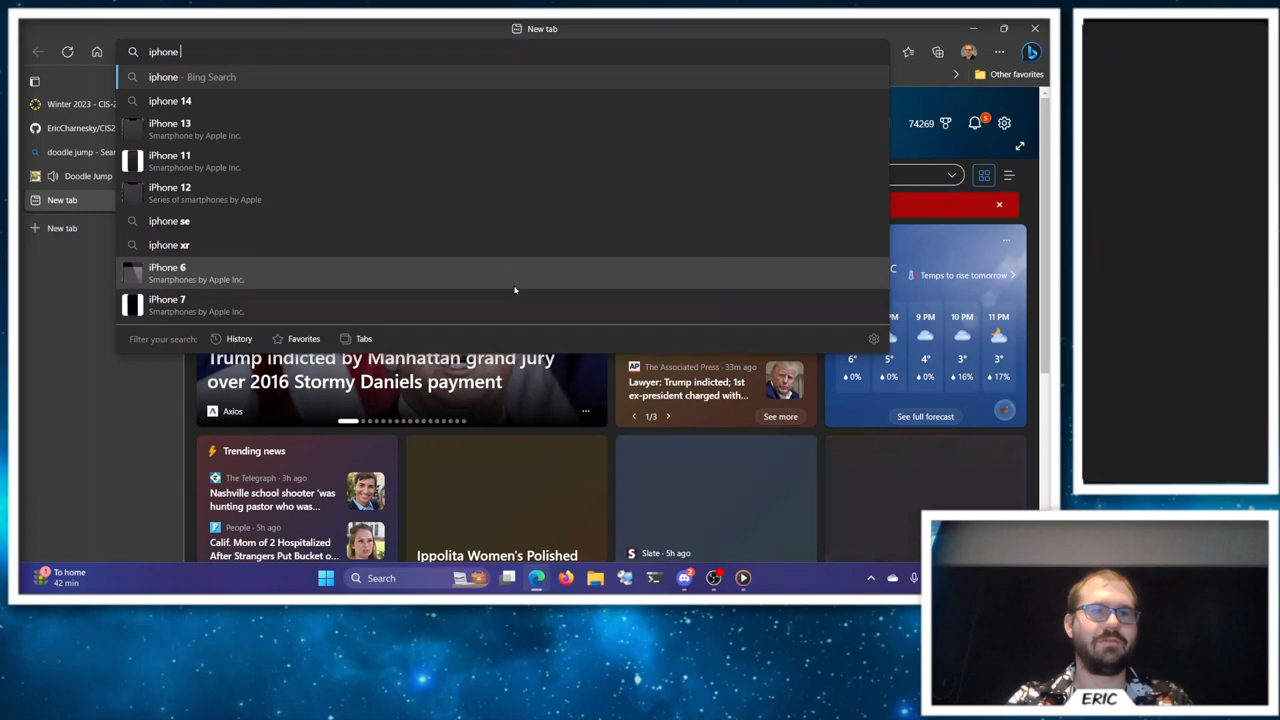 New tab
iphone
iphone - Bing Search
Other favorites
Winter 2023 - CIS-2
iphone 14
EricCharnesky/CIS2
iPhone 13
Smartphone by Apple Inc.
74269
5
doodle jump - Sear
iPhone 11
Smartphone by Apple Inc.
Doodle Jump
iPhone 12
Series of smartphones by Apple
New tab
iphone se
New tab
iphone xr
iPhone 6
Smartphones by Apple Inc.
C
Temps to rise tomorrow
iPhone 7
Smartphones by Apple Inc.
PM
9 PM
10 PM
11 PM
6°
4°
3°
3°
0%
0%
16%
17%
See full forecast
Filter your search:
History
Favorites
Tabs
Trump indicted by Manhattan grand jury
over 2016 Stormy Daniels payment
Axios
The Associated Press · 33m ago
Lawyer: Trump indicted; 1st
ex-president charged with...
1/3
See more
Trending news
The Telegraph · 3h ago
Nashville school shooter 'was
hunting pastor who was...
People · 5h ago
Calif. Mom of 2 Hospitalized
After Strangers Put Bucket o
Ippolita Women's Polished
Slate · 5h ago
1
To home
42 min
Search
2
ERIC